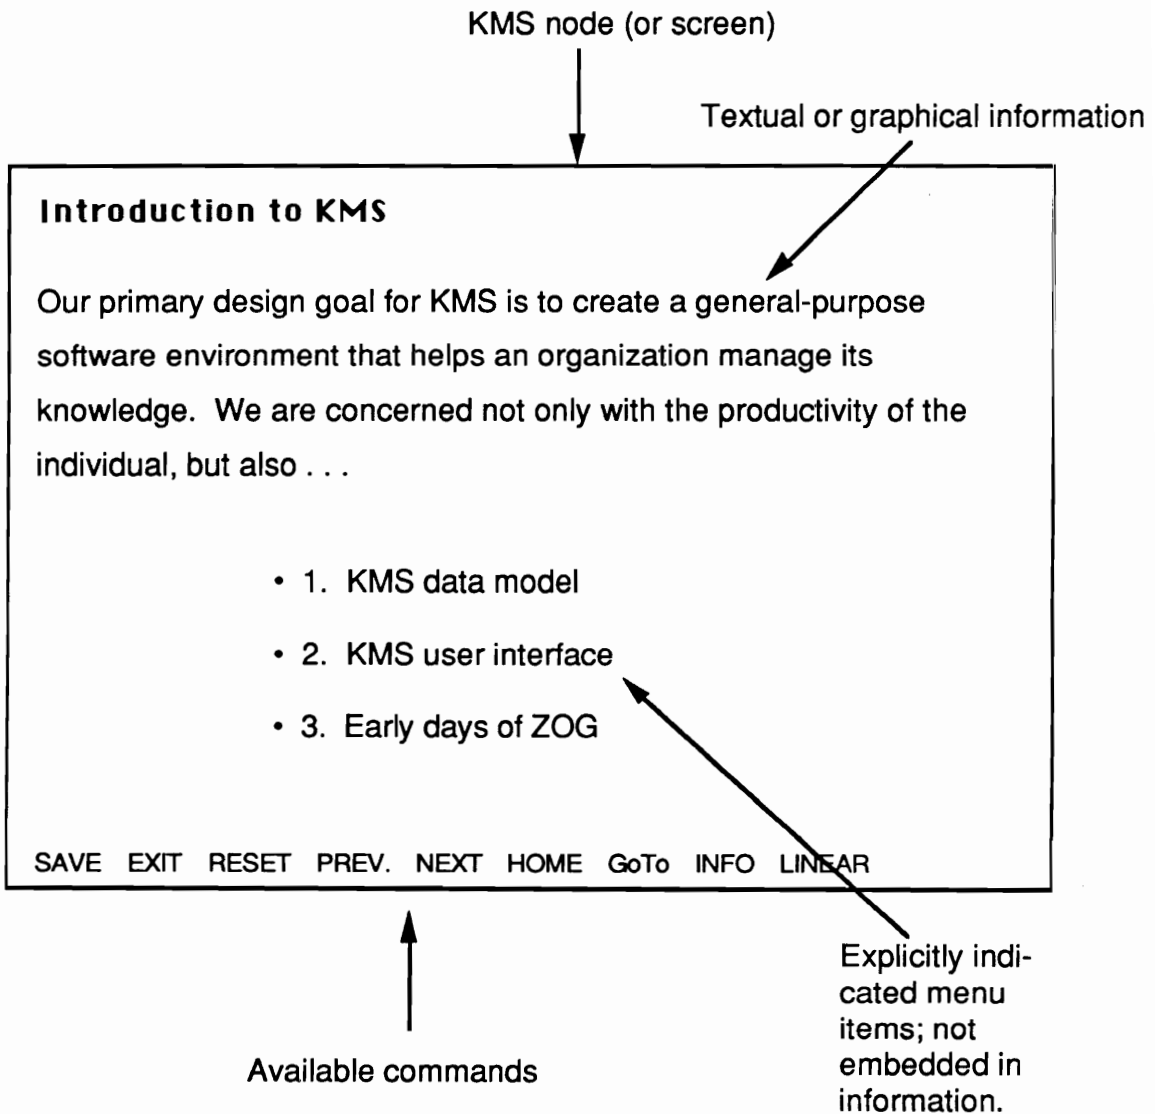 KMS node (or screen)
Textual or graphical information
Introduction to KMS
Our primary design goal for KMS is to create a general-purpose
software environment that helps an organization manage its
knowledge.  We are concerned not only with the productivity of the
individual, but also . . .
• 1.  KMS data model
• 2.  KMS user interface
• 3.  Early days of ZOG
SAVE  EXIT  RESET  PREV.  NEXT  HOME  GoTo  INFO  LINEAR
Available commands
Explicitly indi-
cated menu
items; not
embedded in
information.